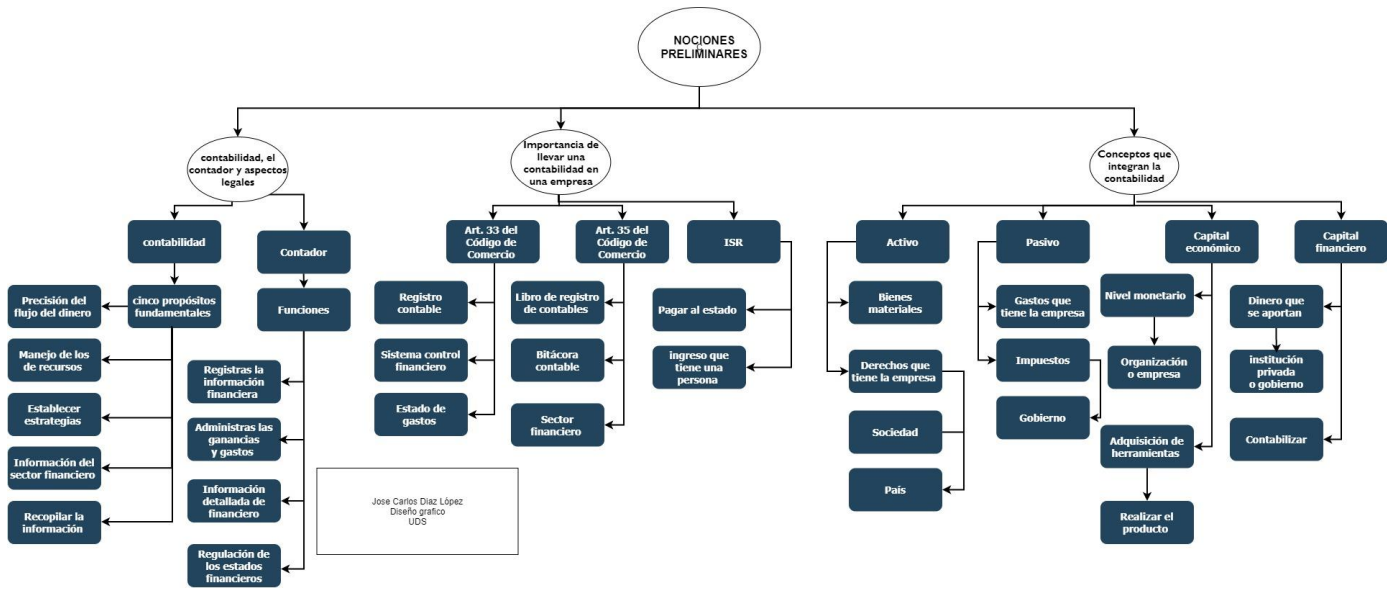 NOCIONES
PRELIMINARES
contabilidad, el
contador y aspectos
legales
Importancia de
llevar una
contabilidad en
una empresa
Conceptos que
integran la
contabilidad
contabilidad
Contador
Art. 33 del
Código de
Comercio
Art. 35 del
Código de
Comercio
ISR
Activo
Pasivo
Capital
económico
Capital
financiero
Precisión del
flujo del dinero
cinco propósitos
fundamentales
Manejo de los
de recursos
Establecer
estrategias
Información del
sector financiero
Recopilar la
información
Funciones
Registras la
información
financiera
Administras las
ganancias
y gastos
Información
detallada de
financiero
Regulación de
los estados
financieros
Registro
contable
Sistema control
financiero
Estado de
gastos
Libro de registro
de contables
Bitácora
contable
Sector
financiero
Pagar al estado
ingreso que
tiene una
persona
Bienes
materiales
Derechos que
tiene la empresa
Sociedad
País
Gastos que
tiene la empresa
Impuestos
Gobierno
Nivel monetario
Organización
o empresa
Adquisición de
herramientas
Realizar el
producto
Dinero que
se aportan
institución
privada
o gobierno
Contabilizar
Jose Carlos Diaz López
Diseño grafico
UDS